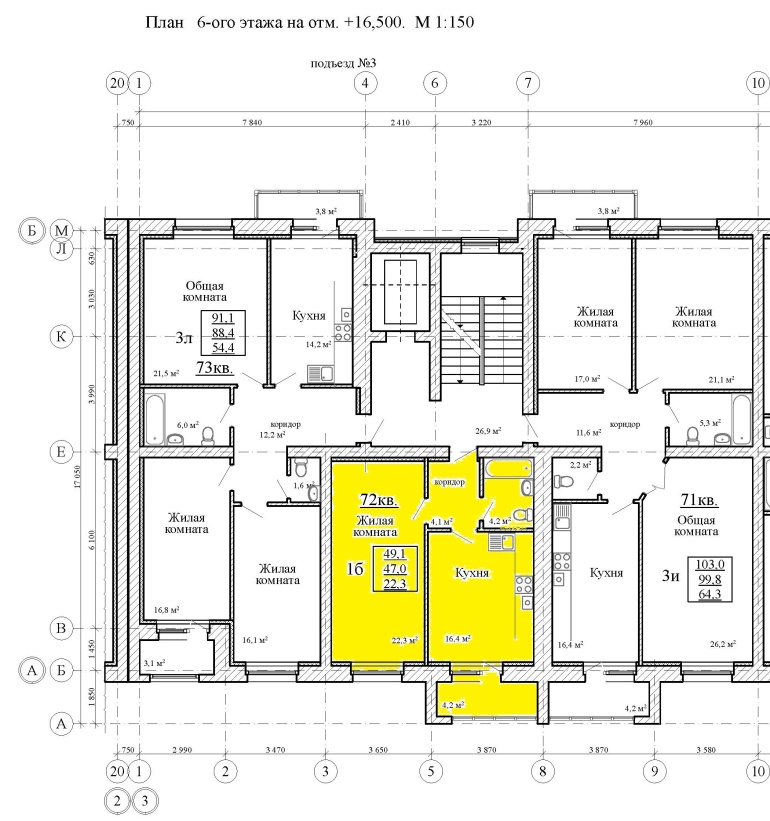 План 6-ого этажа на отм. +16,500. М 1:150
подъезд №3
20 1 4 6 7 10
750 7 840 2 410 3 220 7 960
3,8 м² 3,8 м²
Б М
Л
630
Общая
комната
91,1
3л 88,4
54,4
73кв.
21,5 м²
Кухня
14,2 м²
Жилая
комната
17,0 м²
Жилая
комната
21,1 м²
3 030
К
3 990
6,0 м²
коридор
12,2 м²
26,9 м²
11,6 м²
коридор
5,3 м²
Е
17 050
1,6 м²
Жилая
комната
16,8 м²
Жилая
комната
16,1 м²
72кв.
Жилая
комната
49,1
1б 47,0
22,3
22,3 м²
коридор
4,1 м²
4,2 м²
Кухня
16,4 м²
2,2 м²
Кухня
16,4 м²
71кв.
Общая
комната
103,0
3и 99,8
64,3
26,2 м²
6 100
В
1 450
3,1 м²
А Б
1 850
4,2 м² 4,2 м²
А
750 2 990 3 470 3 650 3 870 3 870 3 580
20 1 2 3 5 8 9 10
2 3